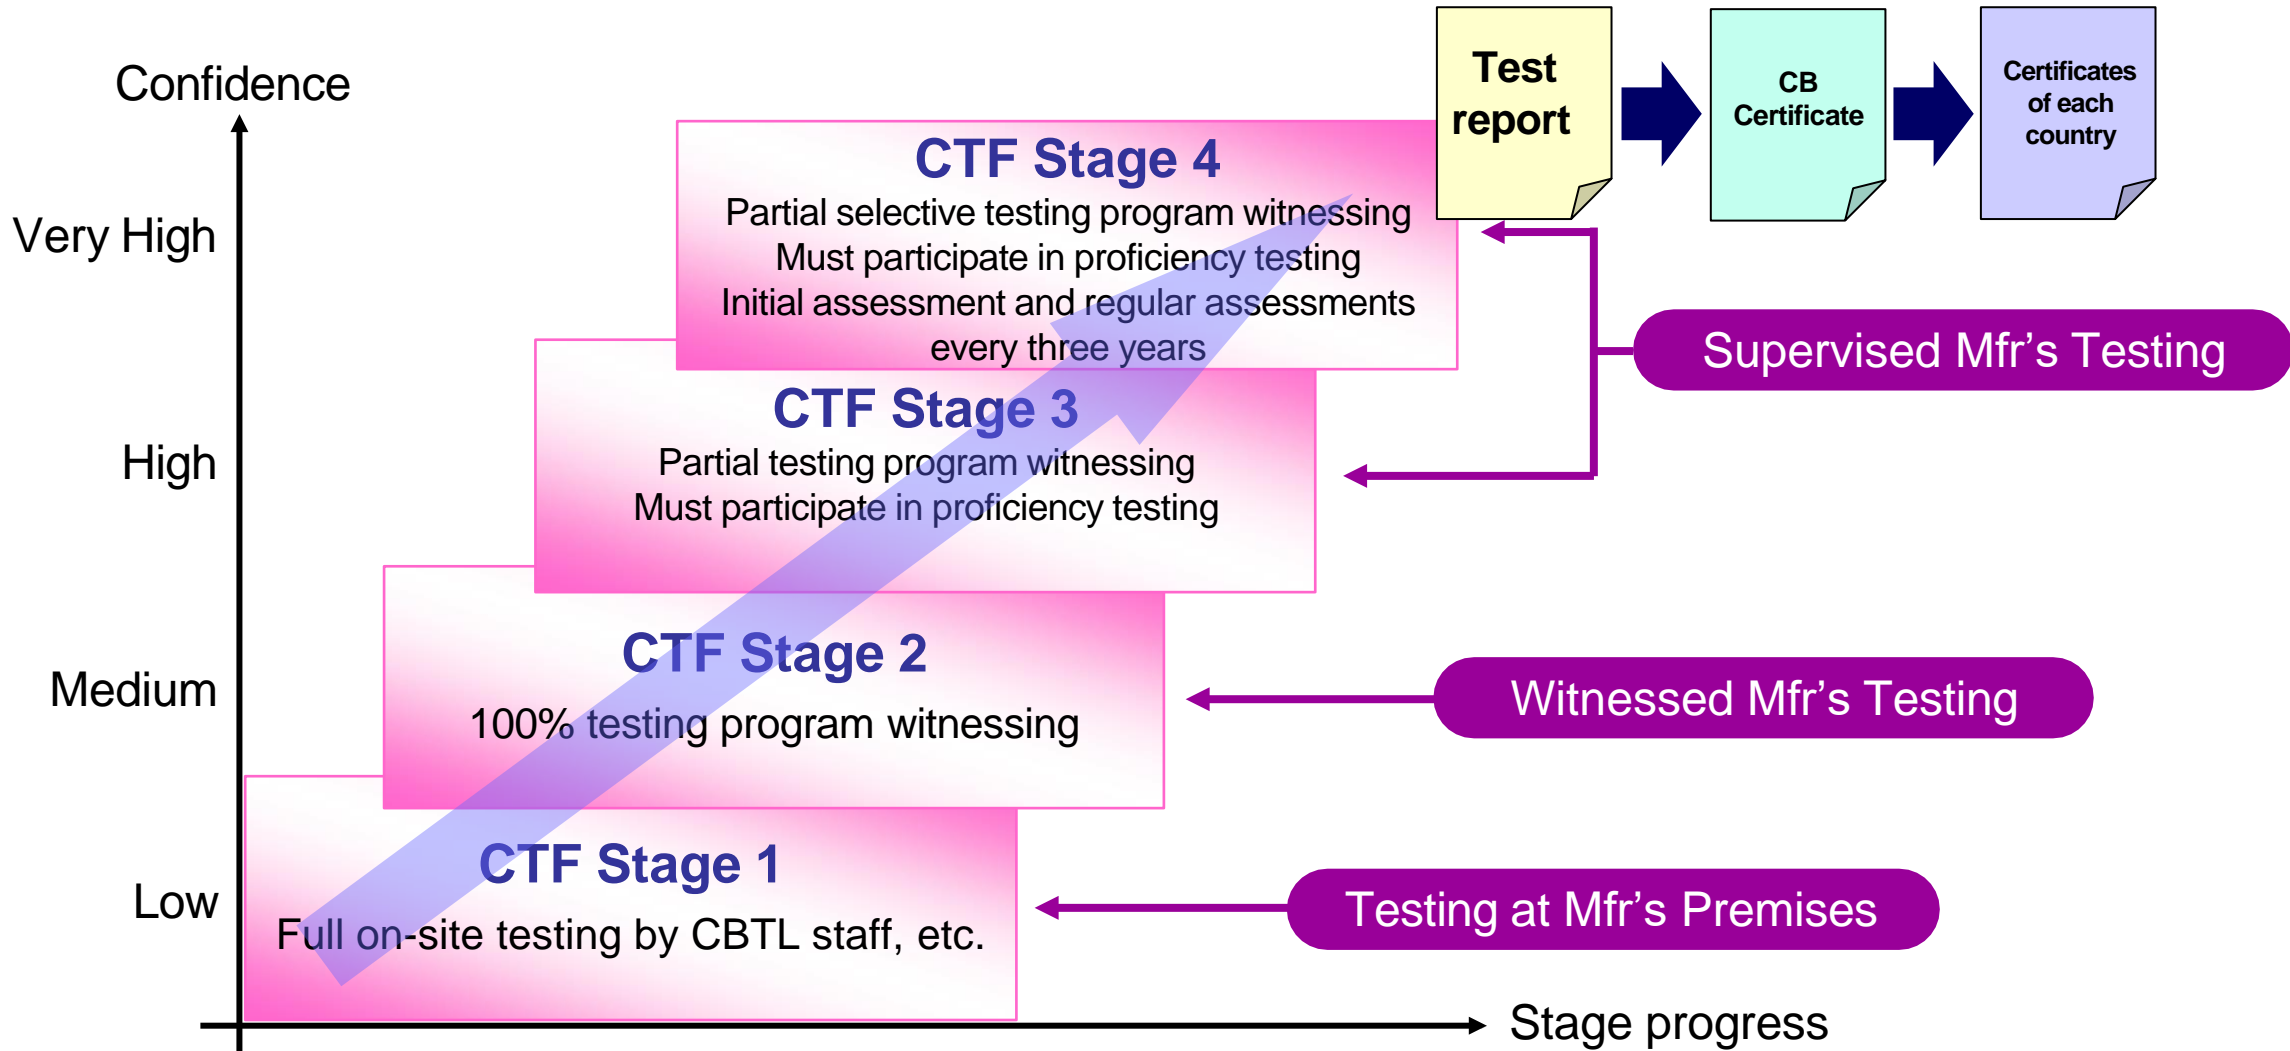 Confidence
Very High
High
Medium
Low
CTF Stage 4
Partial selective testing program witnessing
Must participate in proficiency testing
Initial assessment and regular assessments
every three years
CTF Stage 3
Partial testing program witnessing
Must participate in proficiency testing
CTF Stage 2
100% testing program witnessing
CTF Stage 1
Full on-site testing by CBTL staff, etc.
Test
report
CB
Certificate
Certificates
of each
country
Supervised Mfr’s Testing
Witnessed Mfr’s Testing
Testing at Mfr’s Premises
Stage progress